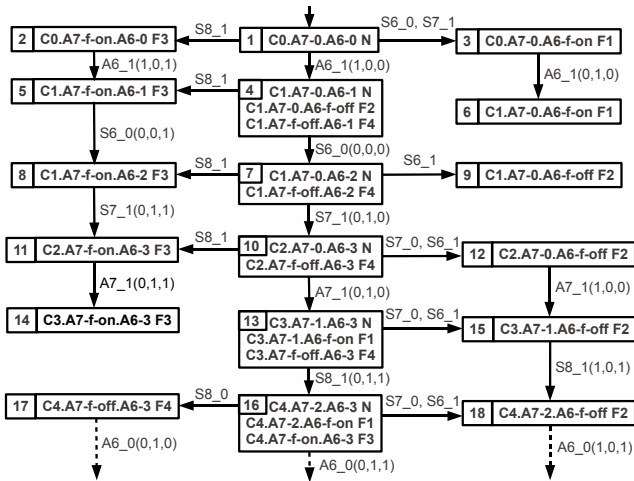 2 C0.A7-f-on.A6-0 F3
S8_1
1 C0.A7-0.A6-0 N
S6_0, S7_1
3 C0.A7-0.A6-f-on F1
A6_1(1,0,1)
A6_1(1,0,0)
A6_1(0,1,0)
5 C1.A7-f-on.A6-1 F3
S8_1
4 C1.A7-0.A6-1 N
C1.A7-0.A6-f-off F2
C1.A7-f-off.A6-1 F4
6 C1.A7-0.A6-f-on F1
S6_0(0,0,1)
S6_0(0,0,0)
8 C1.A7-f-on.A6-2 F3
S8_1
7 C1.A7-0.A6-2 N
C1.A7-f-off.A6-2 F4
S6_1
9 C1.A7-0.A6-f-off F2
S7_1(0,1,1)
S7_1(0,1,0)
11 C2.A7-f-on.A6-3 F3
S8_1
10 C2.A7-0.A6-3 N
C2.A7-f-off.A6-3 F4
S7_0, S6_1
12 C2.A7-0.A6-f-off F2
A7_1(0,1,1)
A7_1(0,1,0)
A7_1(1,0,0)
14 C3.A7-f-on.A6-3 F3
13 C3.A7-1.A6-3 N
C3.A7-1.A6-f-on F1
C3.A7-f-off.A6-3 F4
S7_0, S6_1
15 C3.A7-1.A6-f-off F2
S8_1(0,1,1)
S8_1(1,0,1)
17 C4.A7-f-off.A6-3 F4
S8_0
16 C4.A7-2.A6-3 N
C4.A7-2.A6-f-on F1
C4.A7-f-on.A6-3 F3
S7_0, S6_1
18 C4.A7-2.A6-f-off F2
A6_0(0,1,0)
A6_0(0,1,1)
A6_0(1,0,1)